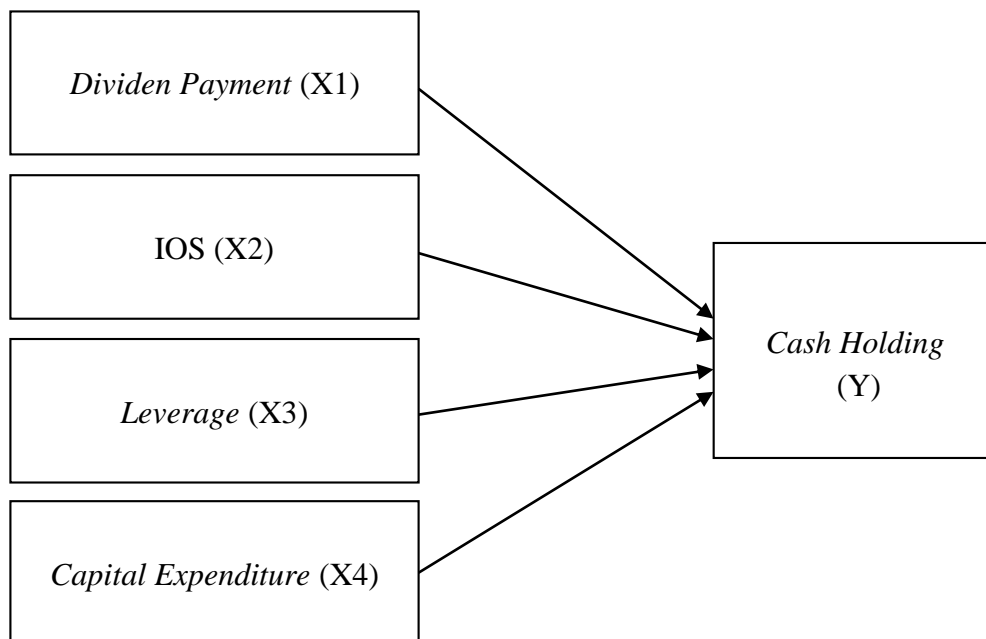 Dividen Payment (X1)
IOS (X2)
Cash Holding
(Y)
Leverage (X3)
Capital Expenditure (X4)